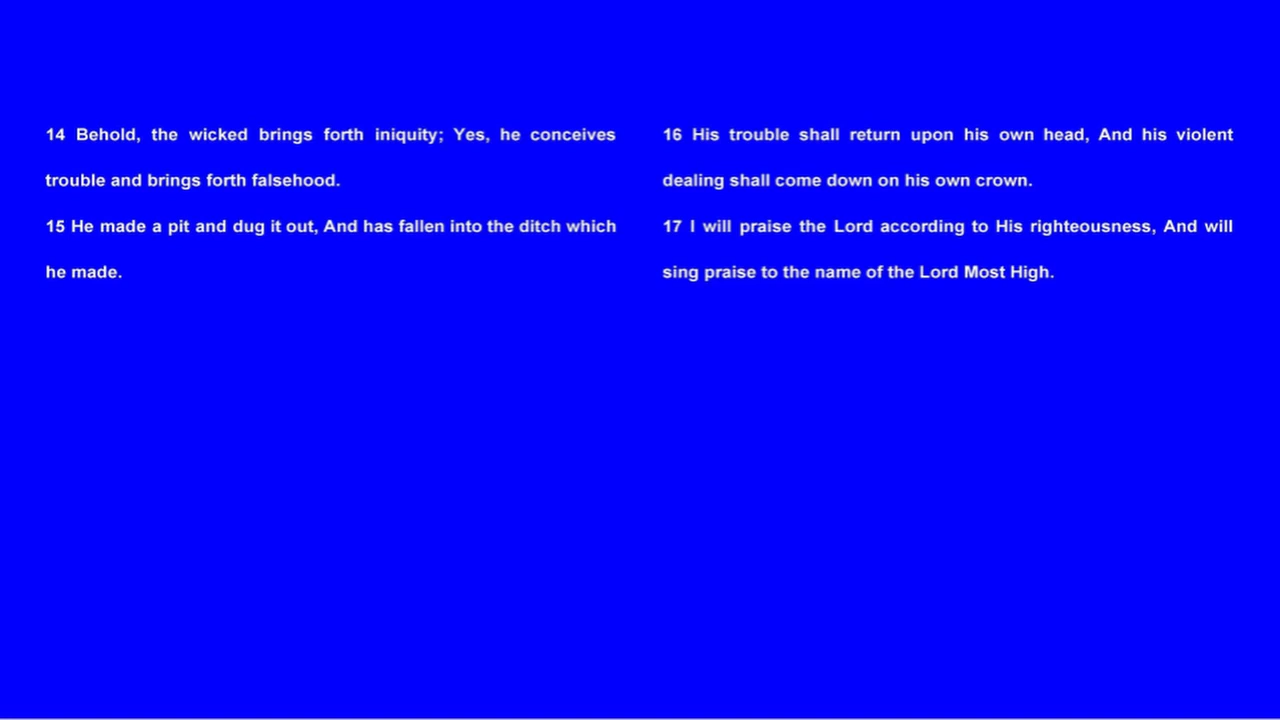 14 Behold, the wicked brings forth iniquity; Yes, he conceives
trouble and brings forth falsehood.
15 He made a pit and dug it out, And has fallen into the ditch which
he made.
16 His trouble shall return upon his own head, And his violent
dealing shall come down on his own crown.
17 I will praise the Lord according to His righteousness, And will
sing praise to the name of the Lord Most High.